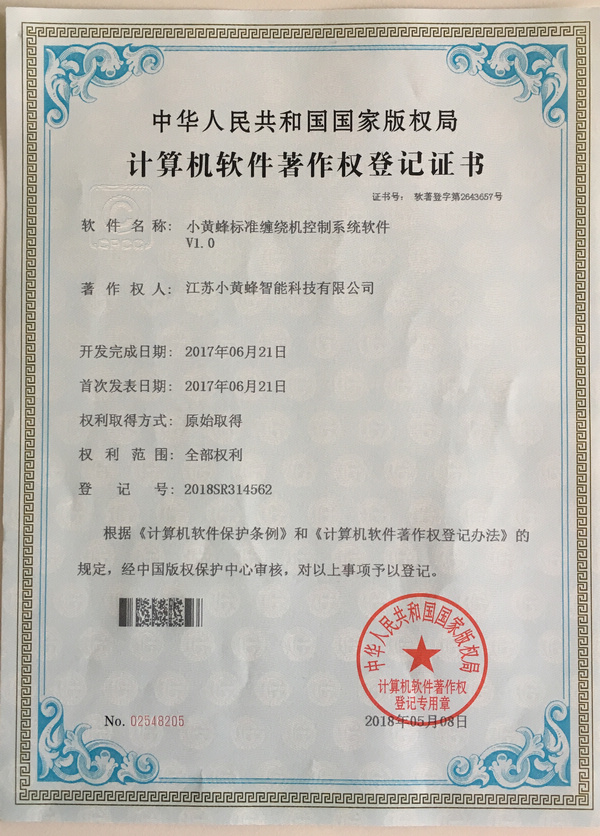 中华人民共和国国家版权局
计算机软件著作权登记证书
证书号： 软著登字第2643657号
软件名称： 小黄蜂标准缠绕机控制系统软件
V1.0
著作权人： 江苏小黄蜂智能科技有限公司
开发完成日期： 2017年06月21日
首次发表日期： 2017年06月21日
权利取得方式： 原始取得
权利范围： 全部权利
登记号： 2018SR314562
根据《计算机软件保护条例》和《计算机软件著作权登记办法》的
规定，经中国版权保护中心审核，对以上事项予以登记。
中华人民共和国国家版权局
计算机软件著作权
登记专用章
No. 02548205
2018年05月08日